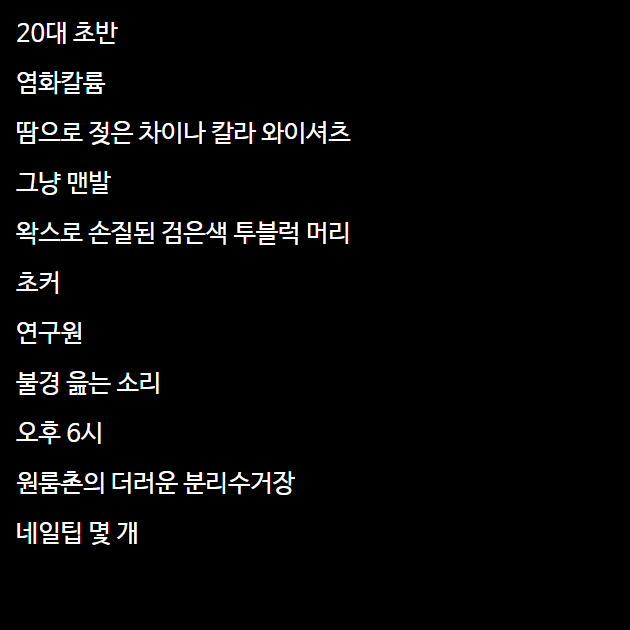 20대 초반
염화칼륨
땀으로 젖은 차이나 칼라 와이셔츠
그냥 맨발
왁스로 손질된 검은색 투블럭 머리
초커
연구원
불경 읊는 소리
오후 6시
원룸촌의 더러운 분리수거장
네일팁 몇 개